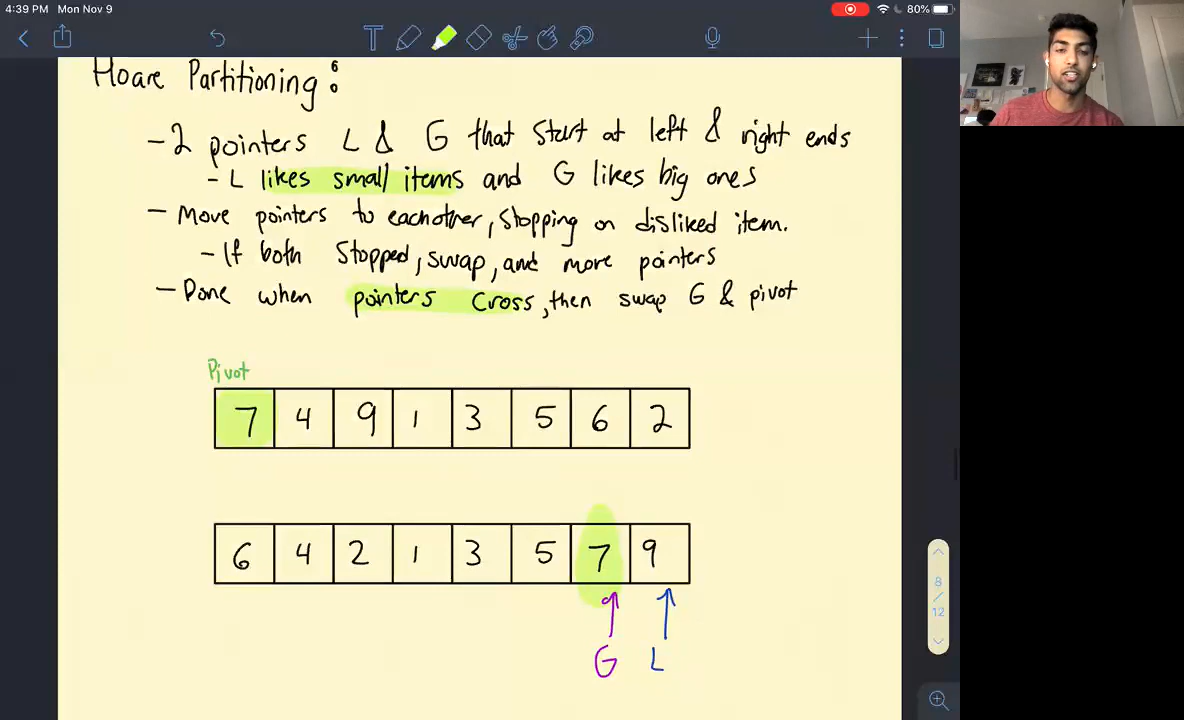 4:39 PM Mon Nov 9
80%
Hoare Partitioning:
- 2 pointers L & G that start at left & right ends
- L likes small items and G likes big ones
- Move pointers to eachother, stopping on disliked item.
- If both stopped, swap, and move pointers
- Done when pointers cross, then swap G & pivot
Pivot
7 4 9 1 3 5 6 2
6 4 2 1 3 5 7 9
G L
8
/
12